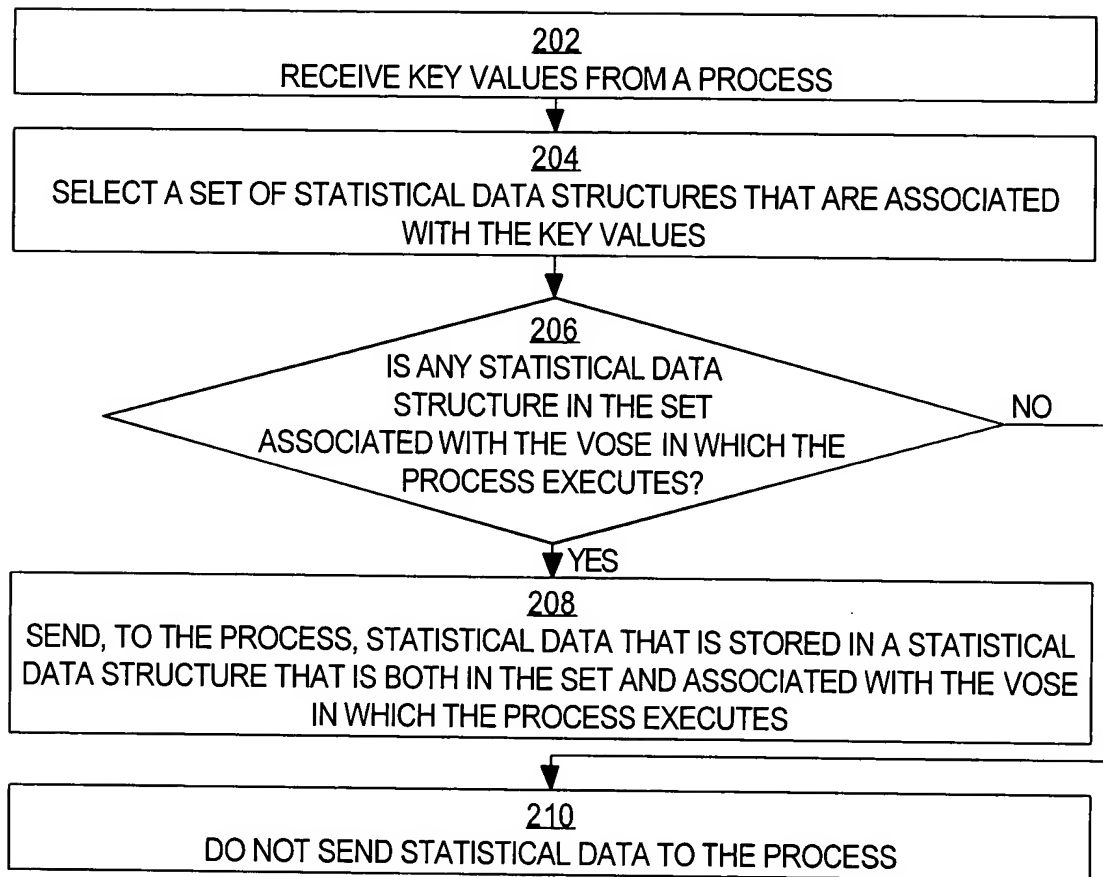 202
RECEIVE KEY VALUES FROM A PROCESS
204
SELECT A SET OF STATISTICAL DATA STRUCTURES THAT ARE ASSOCIATED
WITH THE KEY VALUES
206
IS ANY STATISTICAL DATA
STRUCTURE IN THE SET
ASSOCIATED WITH THE VOSE IN WHICH THE
PROCESS EXECUTES?
NO
YES
208
SEND, TO THE PROCESS, STATISTICAL DATA THAT IS STORED IN A STATISTICAL
DATA STRUCTURE THAT IS BOTH IN THE SET AND ASSOCIATED WITH THE VOSE
IN WHICH THE PROCESS EXECUTES
210
DO NOT SEND STATISTICAL DATA TO THE PROCESS